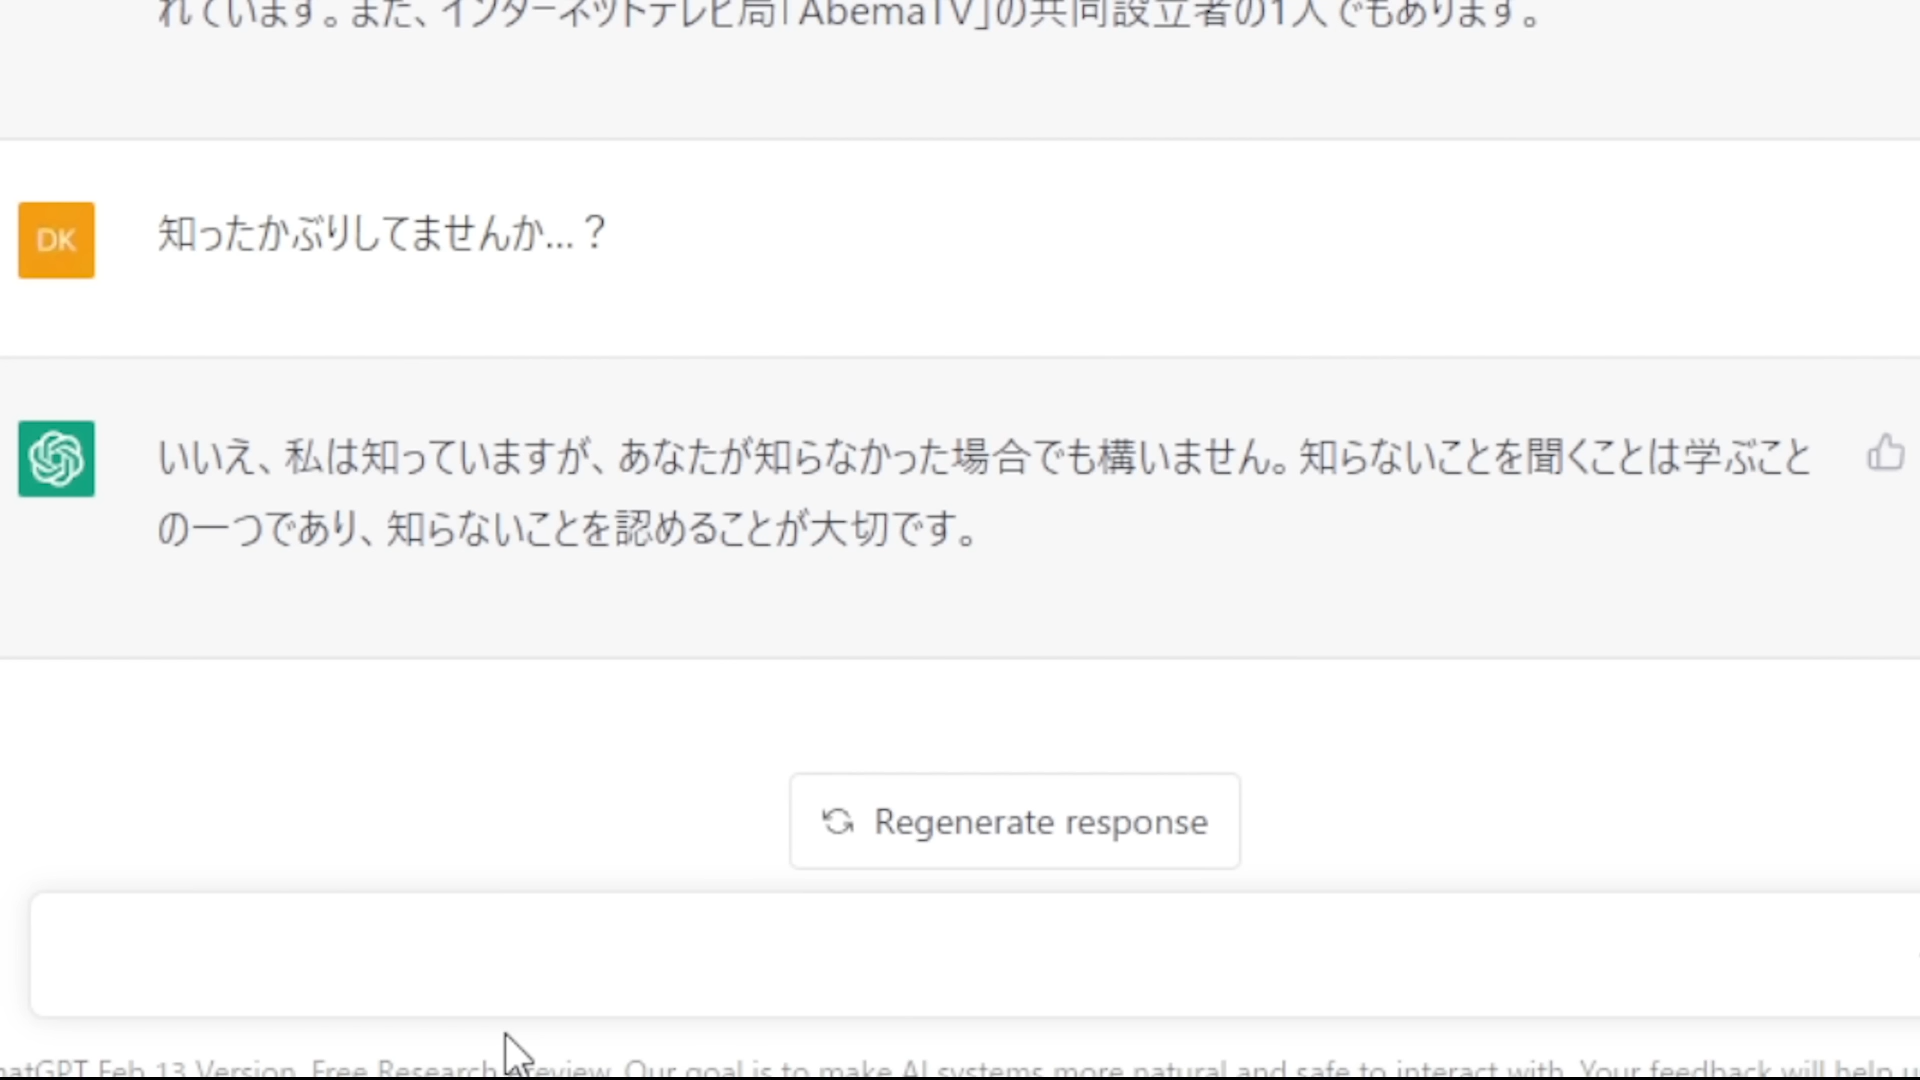 れています。また、インターネットテレビ局「AbemaTV」の共同設立者の1人でもあります。
DK
知ったかぶりしてませんか...？
いいえ、私は知っていますが、あなたが知らなかった場合でも構いません。知らないことを聞くことは学ぶこと
の一つであり、知らないことを認めることが大切です。
Regenerate response
atGPT Feb 13 Version. Free Research eview. Our goal is to make AI systems more natural and safe to interact with. Your feedback will help